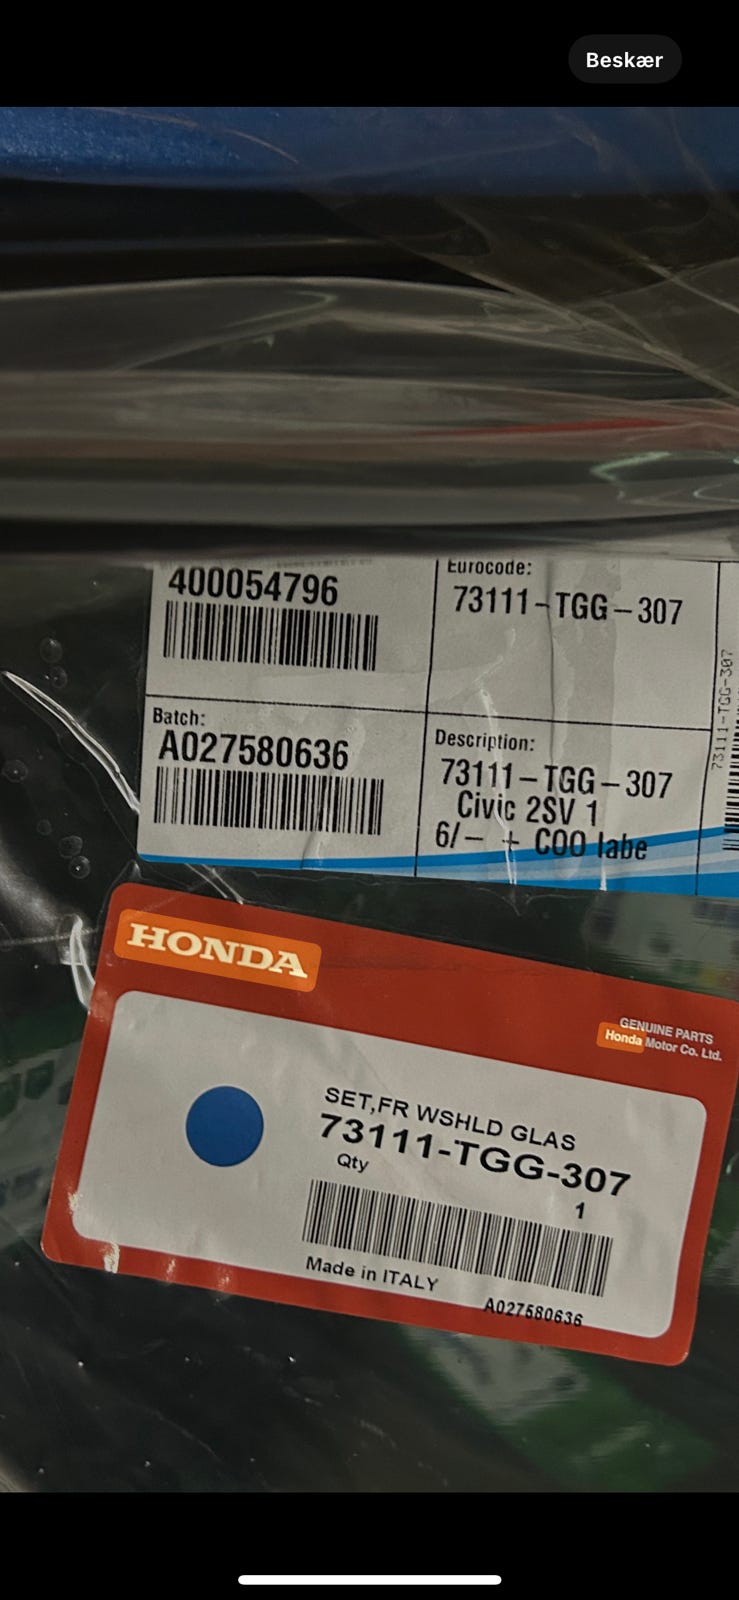 Beskær
400054796
Eurocode:
73111-TGG-307
Batch:
A027580636
Description:
73111-TGG-307
Civic 2SV 1
6/- + COO labe
73111-TGG-307
HONDA
GENUINE PARTS
Honda Motor Co. Ltd.
SET,FR WSHLD GLAS
73111-TGG-307
Qty
1
Made in ITALY
A027580636